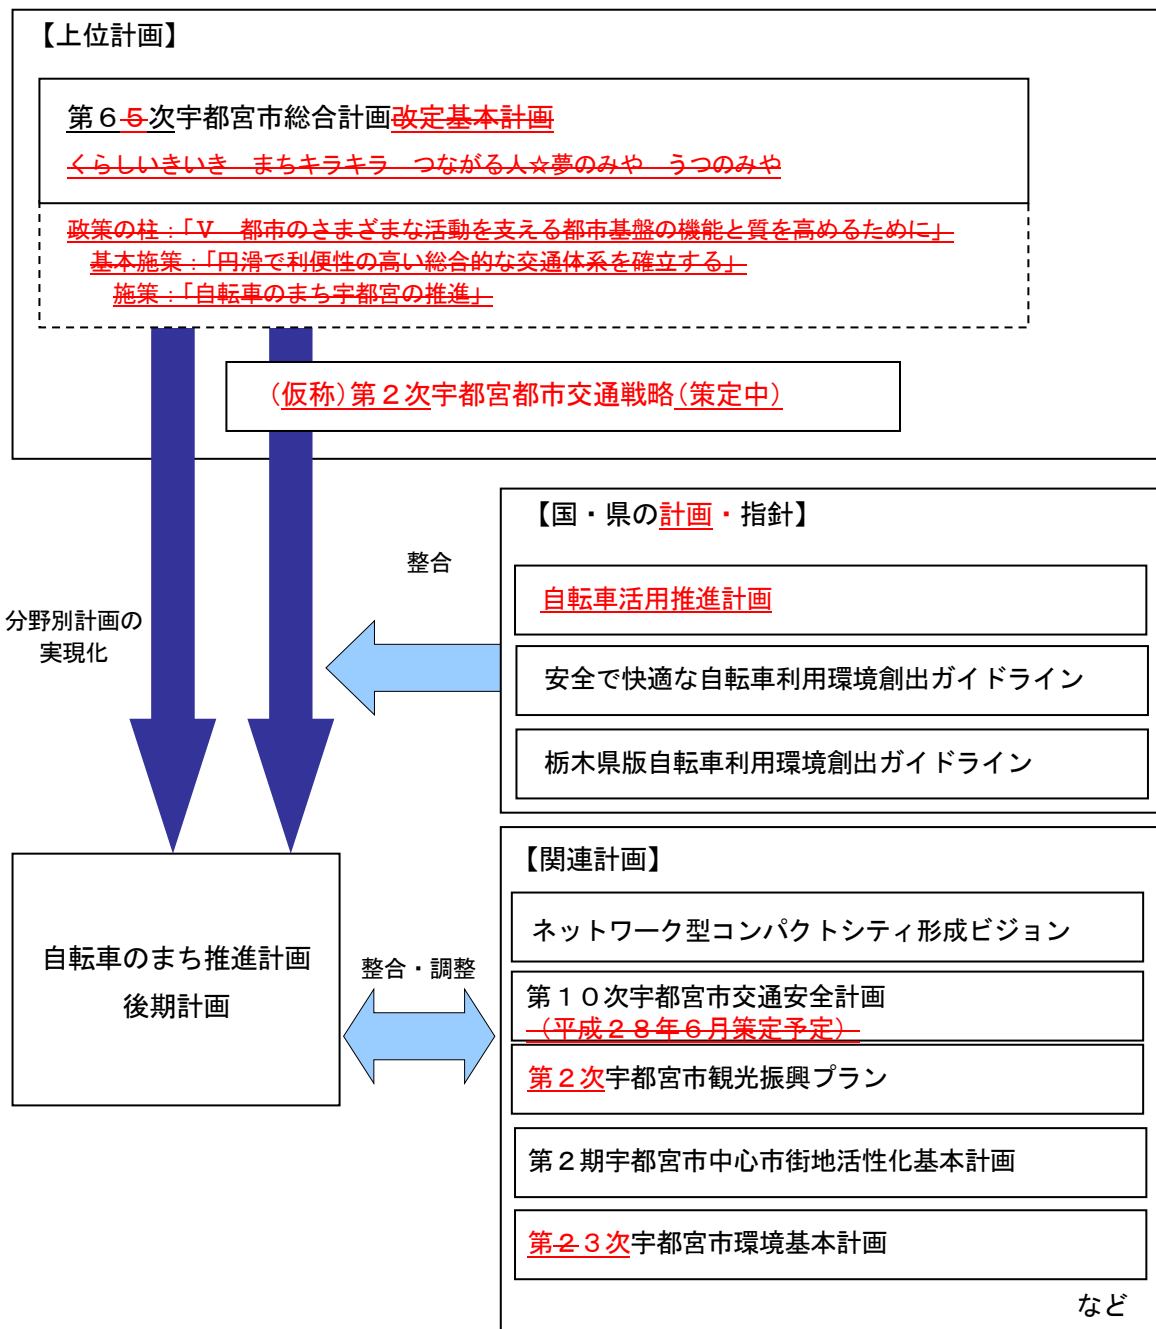 【上位計画】
第６５次宇都宮市総合計画改定基本計画
くらしいきいき　まちキラキラ　つながる人☆夢のみや　うつのみや
政策の柱：「Ⅴ　都市のさまざまな活動を支える都市基盤の機能と質を高めるために」
基本施策：「円滑で利便性の高い総合的な交通体系を確立する」
施策：「自転車のまち宇都宮の推進」
（仮称）第２次宇都宮都市交通戦略（策定中）
【国・県の計画・指針】
整合
自転車活用推進計画
分野別計画の
実現化
安全で快適な自転車利用環境創出ガイドライン
栃木県版自転車利用環境創出ガイドライン
【関連計画】
ネットワーク型コンパクトシティ形成ビジョン
自転車のまち推進計画
後期計画
整合・調整
第１０次宇都宮市交通安全計画
（平成２８年６月策定予定）
第２次宇都宮市観光振興プラン
第２期宇都宮市中心市街地活性化基本計画
第２３次宇都宮市環境基本計画
など